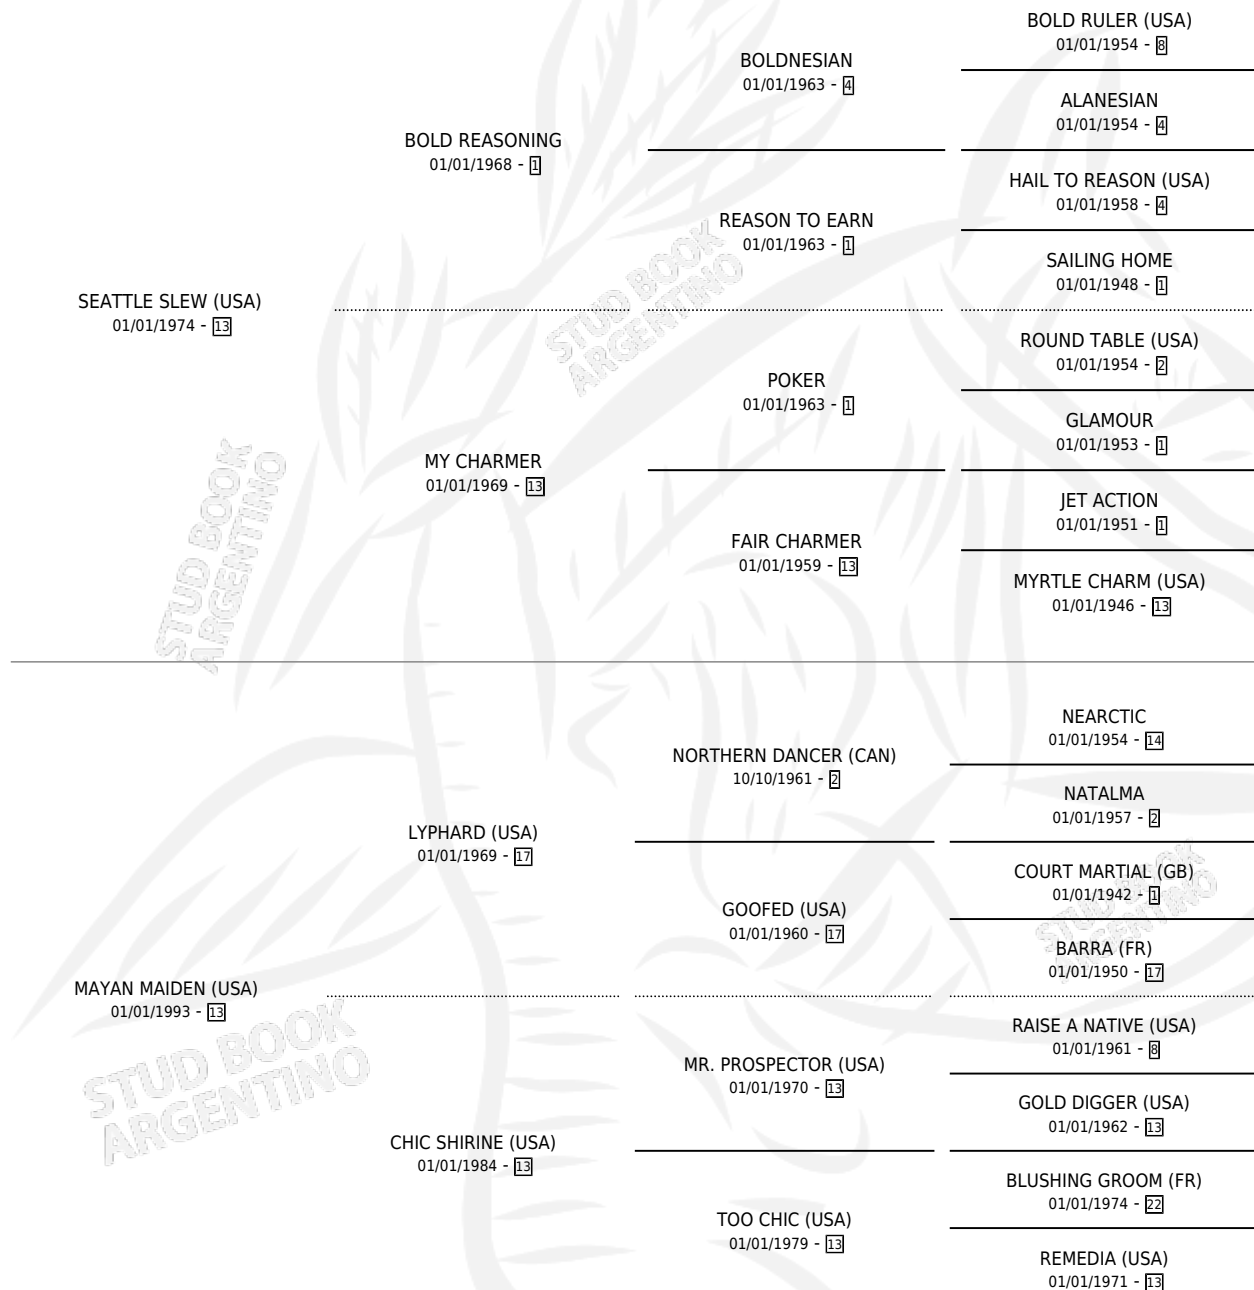 BOLD RULER (USA)
01/01/1954 - 8
BOLDNESIAN
01/01/1963 - 4
ALANESIAN
01/01/1954 - 4
BOLD REASONING
01/01/1968 - 1
HAIL TO REASON (USA)
01/01/1958 - 4
REASON TO EARN
01/01/1963 - 1
SAILING HOME
01/01/1948 - 1
STUD BOOK
ARGENTINO
SEATTLE SLEW (USA)
01/01/1974 - 13
ROUND TABLE (USA)
01/01/1954 - 2
POKER
01/01/1963 - 1
GLAMOUR
01/01/1953 - 1
MY CHARMER
01/01/1969 - 13
JET ACTION
01/01/1951 - 1
FAIR CHARMER
01/01/1959 - 13
MYRTLE CHARM (USA)
01/01/1946 - 13
STUD BOOK
ARGENTINO
NEARCTIC
01/01/1954 - 14
NORTHERN DANCER (CAN)
10/10/1961 - 2
NATALMA
01/01/1957 - 2
LYPHARD (USA)
01/01/1969 - 17
COURT MARTIAL (GB)
01/01/1942 - 1
GOOFED (USA)
01/01/1960 - 17
BARRA (FR)
01/01/1950 - 17
STUD BOOK
ARGENTINO
MAYAN MAIDEN (USA)
01/01/1993 - 13
RAISE A NATIVE (USA)
01/01/1961 - 8
MR. PROSPECTOR (USA)
01/01/1970 - 13
GOLD DIGGER (USA)
01/01/1962 - 13
STUD BOOK
ARGENTINO
CHIC SHIRINE (USA)
01/01/1984 - 13
BLUSHING GROOM (FR)
01/01/1974 - 22
TOO CHIC (USA)
01/01/1979 - 13
REMEDIA (USA)
01/01/1971 - 13